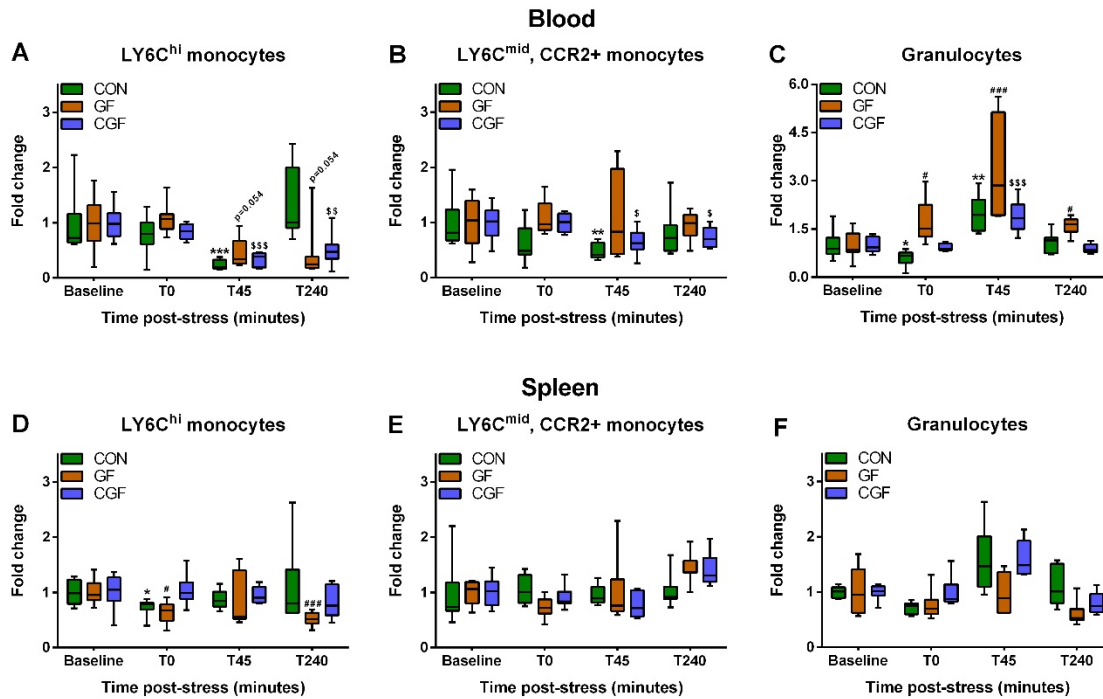 Blood
A LY6Chi monocytes
CON
GF
CGF
Fold change
3
2
1
0
p=0.054
p=0.054
***
$$$
$$
Baseline T0 T45 T240
Time post-stress (minutes)
B LY6Cmid, CCR2+ monocytes
CON
GF
CGF
Fold change
3
2
1
0
**
$
$
Baseline T0 T45 T240
Time post-stress (minutes)
C Granulocytes
CON
GF
CGF
Fold change
6.0
4.5
3.0
1.5
0.0
*
#
**
###
$$$
#
Baseline T0 T45 T240
Time post-stress (minutes)
Spleen
D LY6Chi monocytes
CON
GF
CGF
Fold change
3
2
1
0
*
#
###
Baseline T0 T45 T240
Time post-stress (minutes)
E LY6Cmid, CCR2+ monocytes
CON
GF
CGF
Fold change
3
2
1
0
Baseline T0 T45 T240
Time post-stress (minutes)
F Granulocytes
CON
GF
CGF
Fold change
3
2
1
0
Baseline T0 T45 T240
Time post-stress (minutes)